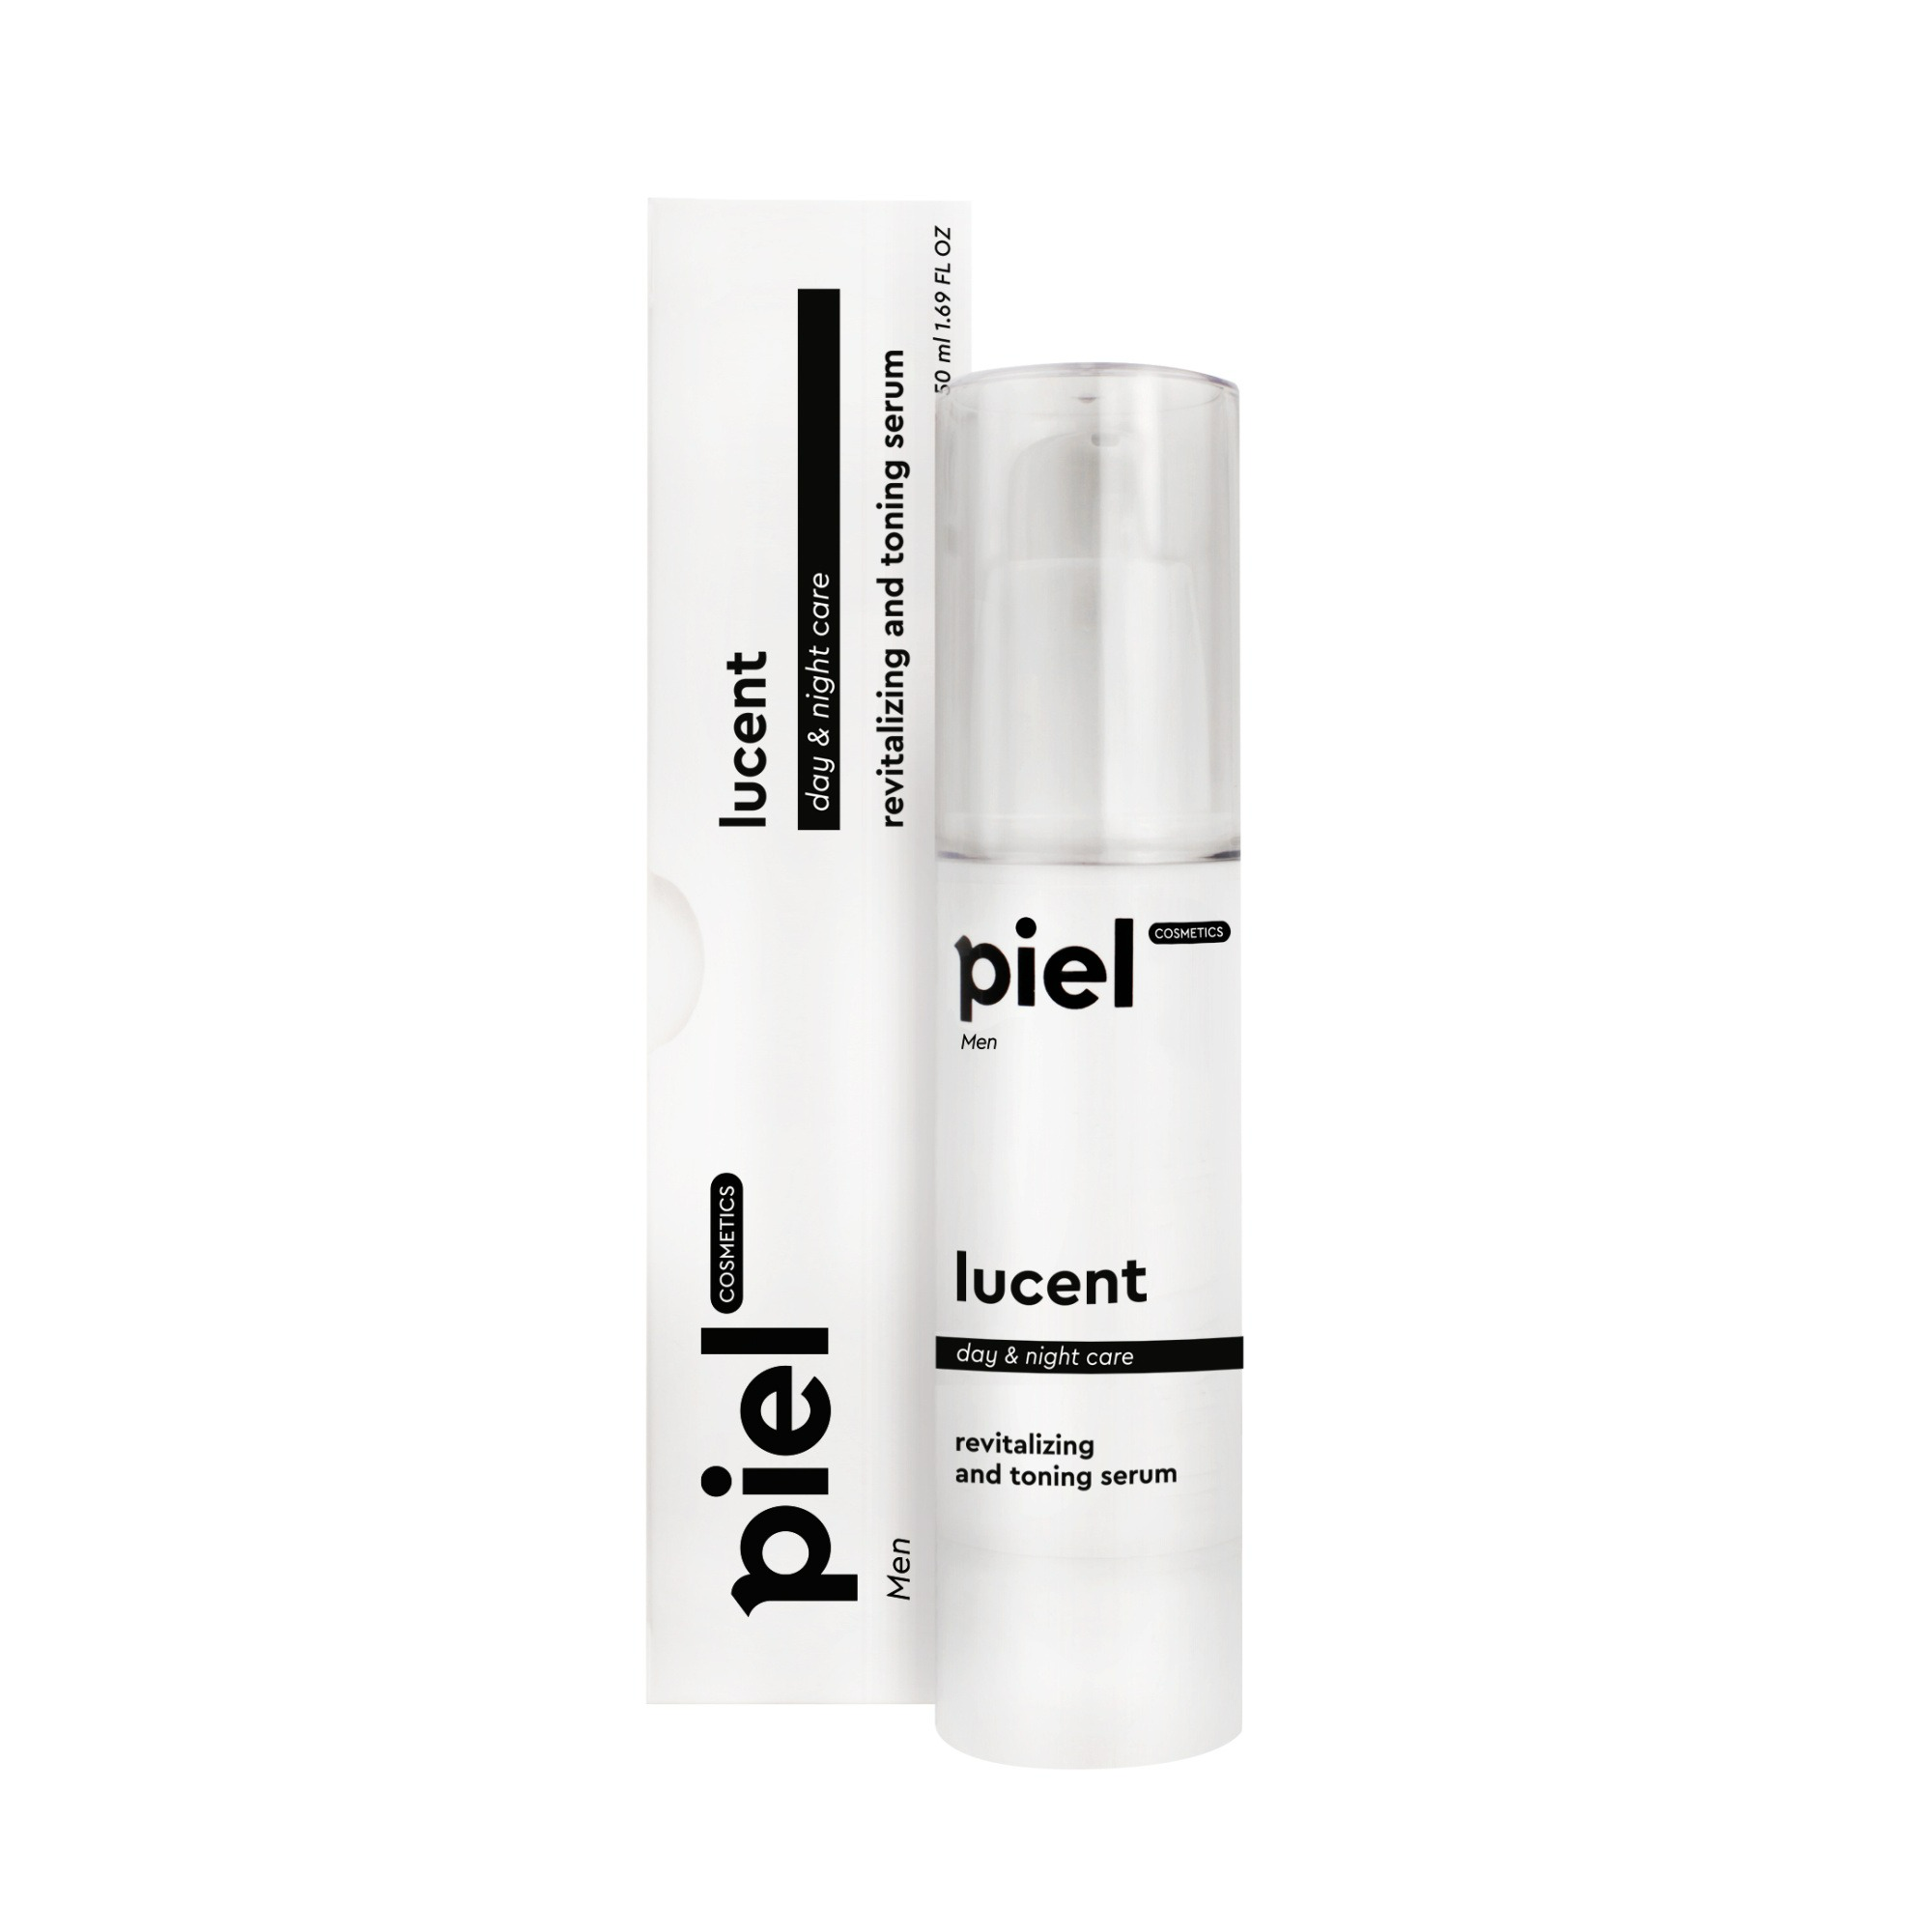 lucent
day & night care
revitalizing and toning serum
50 ml 1.69 FL OZ
piel
COSMETICS
Men
piel
COSMETICS
Men
lucent
day & night care
revitalizing
and toning serum